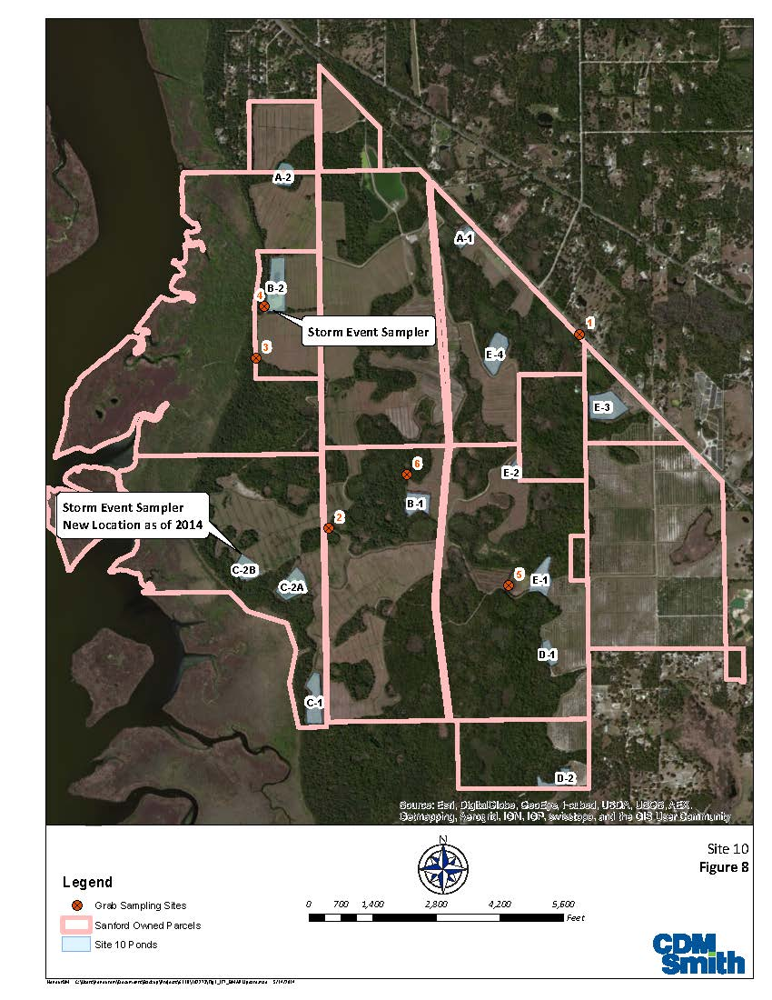 A-2
A-1
B-2
4
1
Storm Event Sampler
3
E-4
E-3
6
E-2
B-1
Storm Event Sampler
New Location as of 2014
2
C-2B
5
E-1
C-2A
D-1
C-1
D-2
Source: Esri, DigitalGlobe, GeoEye, i-cubed, USDA, USGS, AEX,
Getmapping, Aerogrid, IGN, IGP, swisstopo, and the GIS User Community
N
Site 10
Figure 8
Legend
Grab Sampling Sites
Sanford Owned Parcels
Site 10 Ponds
0 700 1,400 2,800 4,200 5,600
Feet
CDM
Smith